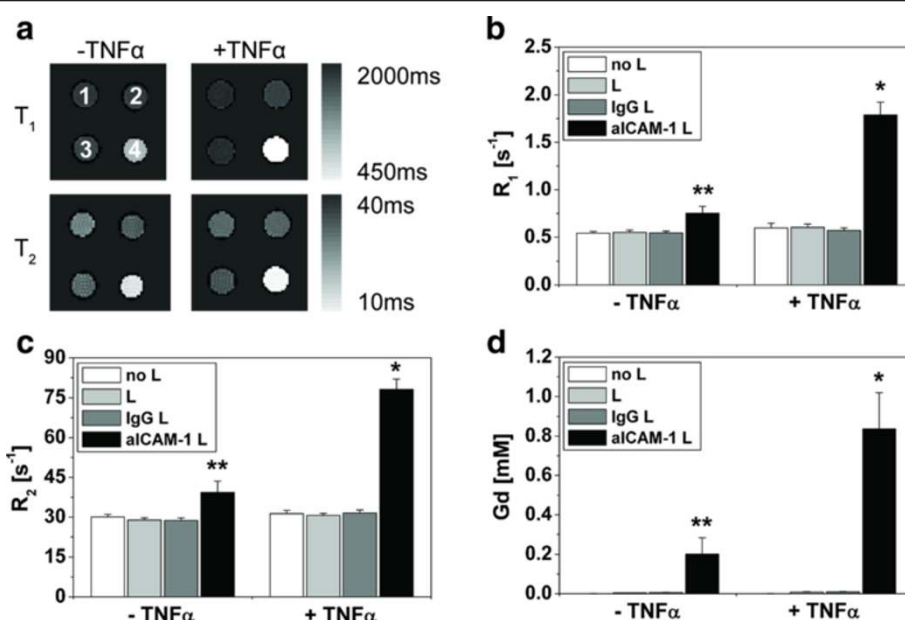 a
-TNFα +TNFα
T1
1 2
3 4
2000ms
450ms
T2
40ms
10ms
b
R1 [s-1]
2.5
2.0
1.5
1.0
0.5
0.0
no L
L
IgG L
aICAM-1 L
**
*
- TNFα + TNFα
c
R2 [s-1]
90
75
60
45
30
15
0
no L
L
IgG L
aICAM-1 L
**
*
- TNFα + TNFα
d
Gd [mM]
1.2
1.0
0.8
0.6
0.4
0.2
0.0
no L
L
IgG L
aICAM-1 L
**
*
- TNFα + TNFα